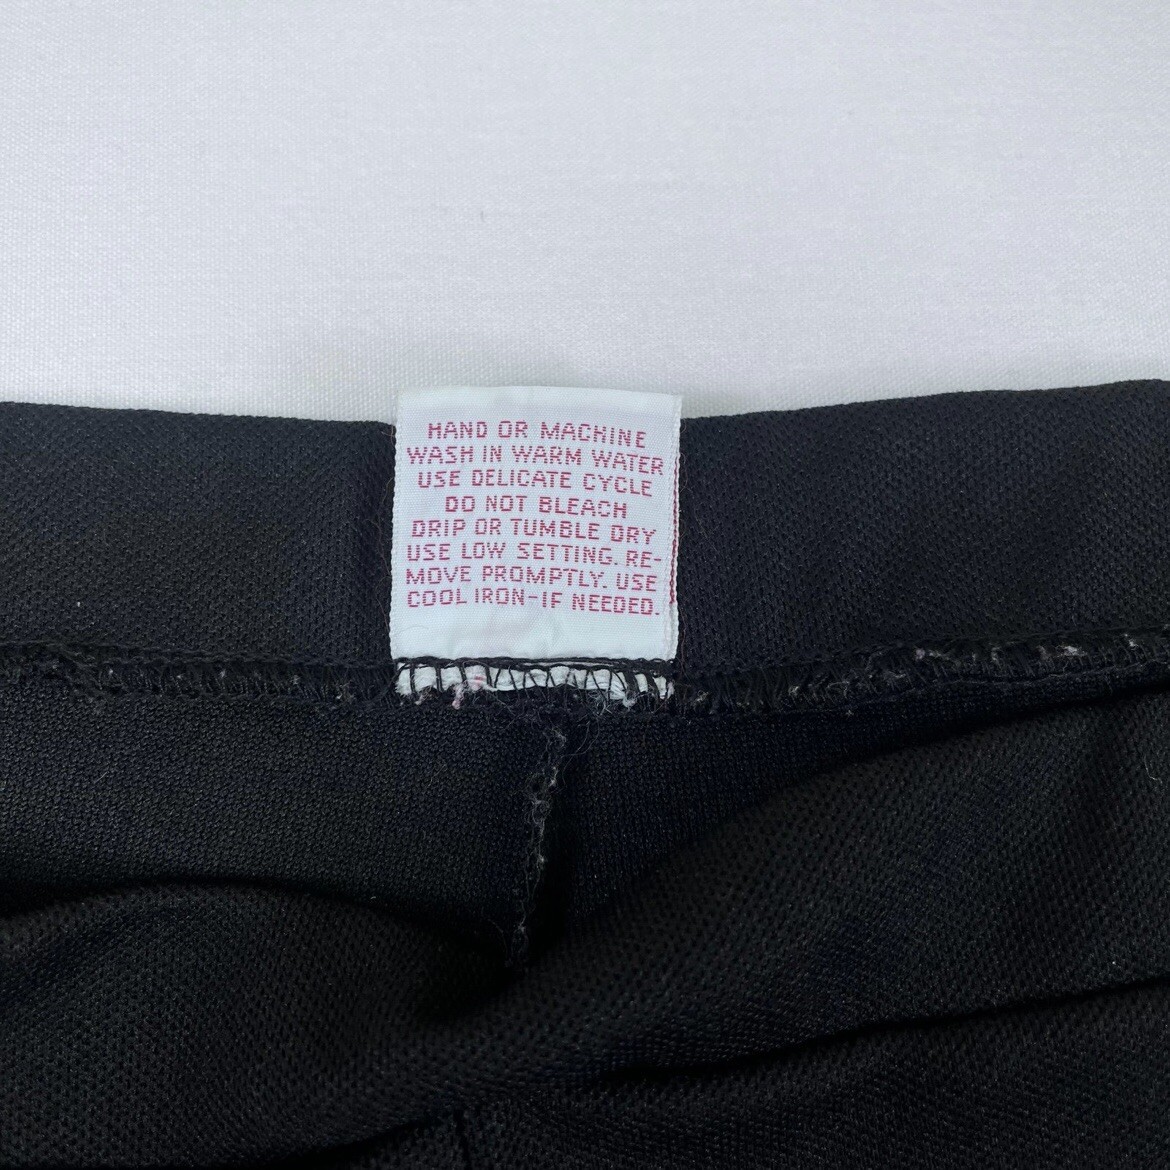 HAND OR MACHINE
WASH IN WARM WATER
USE DELICATE CYCLE
DO NOT BLEACH
DRIP OR TUMBLE DRY
USE LOW SETTING. RE-
MOVE PROMPTLY. USE
COOL IRON-IF NEEDED.